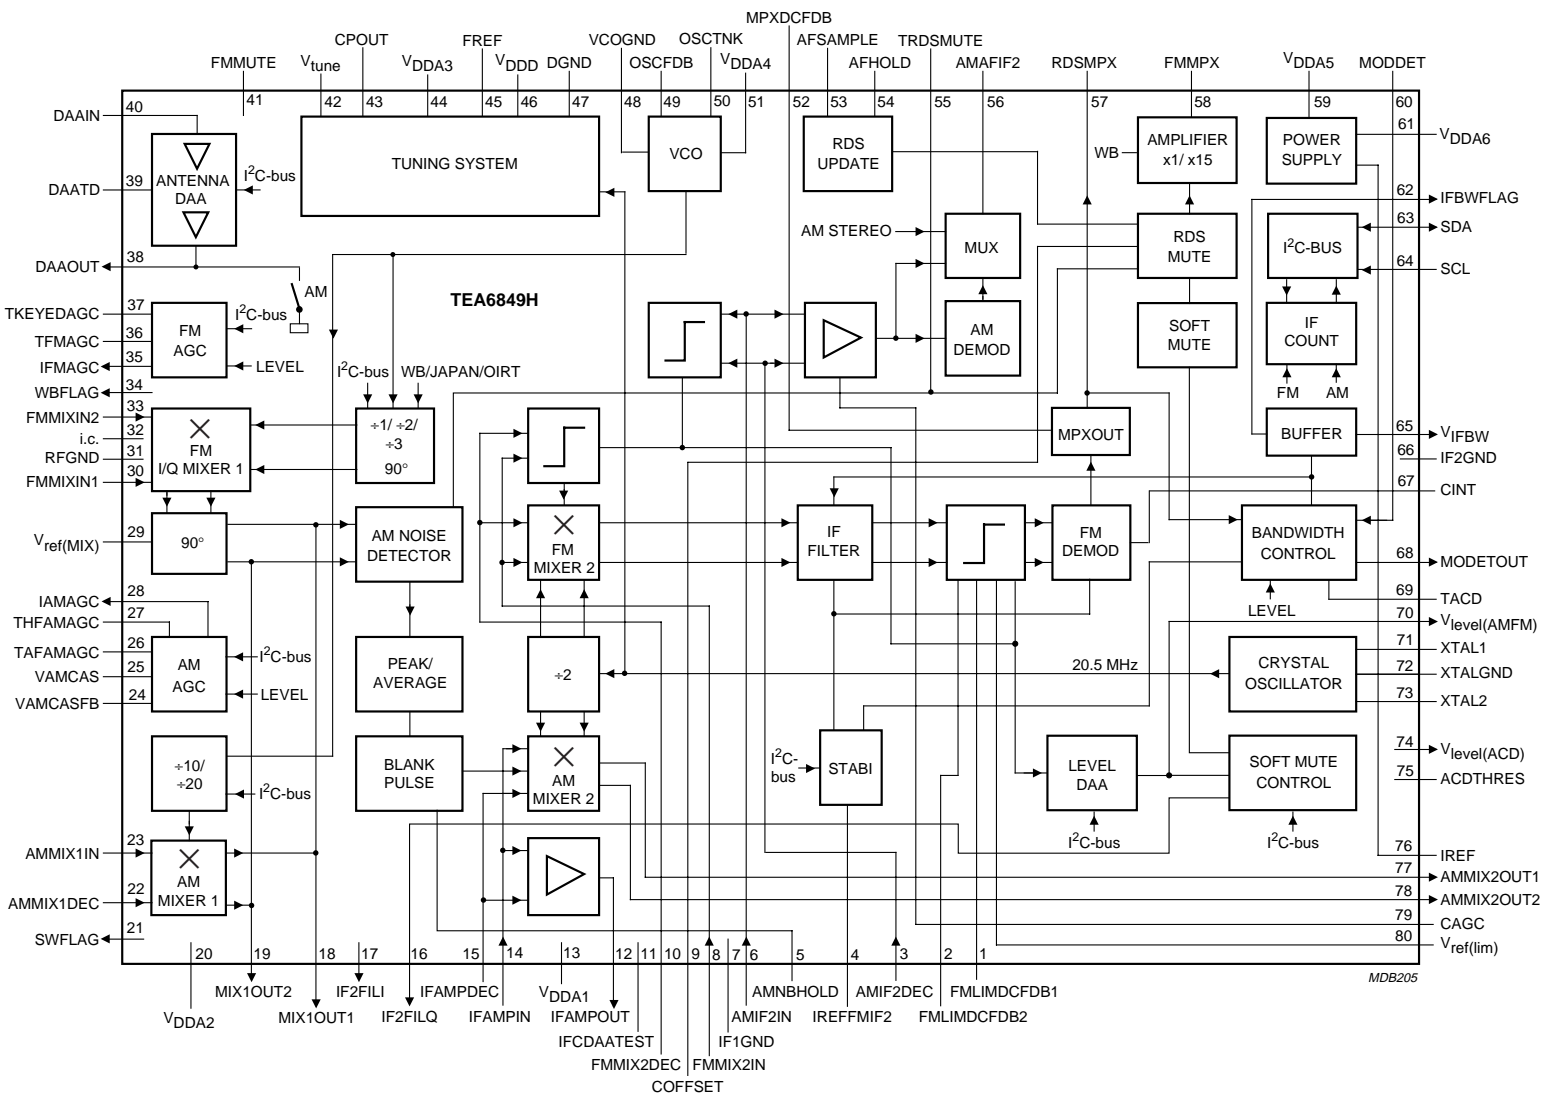 MPXDCFDB
CPOUT FREF VCOGND OSCTNK AFSAMPLE TRDSMUTE
FMMUTE Vtune VDDA3 VDDD DGND OSCFDB VDDA4 AFHOLD AMAFIF2 RDSMPX FMMPX VDDA5 MODDET
40 41 42 43 44 45 46 47 48 49 50 51 52 53 54 55 56 57 58 59 60
DAAIN
ANTENNA DAA
I²C-bus
DAATD 39
TUNING SYSTEM
VCO
RDS UPDATE
WB
AMPLIFIER x1/ x15
POWER SUPPLY
61 VDDA6
62 IFBWFLAG
AM STEREO
MUX
RDS MUTE
I²C-BUS
63 SDA
64 SCL
DAAOUT 38
AM
TEA6849H
TKEYEDAGC 37
TFMAGC 36
IFMAGC 35
WBFLAG 34
FM AGC
I²C-bus
LEVEL
AM DEMOD
SOFT MUTE
IF COUNT
FM AM
I²C-bus WB/JAPAN/OIRT
FMMIXIN2 33
i.c. 32
RFGND 31
FMMIXIN1 30
FM I/Q MIXER 1
÷1/ ÷2/ ÷3
90°
MPXOUT
BUFFER
65 VIFBW
66 IF2GND
67 CINT
Vref(MIX) 29
90°
AM NOISE DETECTOR
FM MIXER 2
IF FILTER
FM DEMOD
BANDWIDTH CONTROL
LEVEL
68 MODETOUT
69 TACD
70 Vlevel(AMFM)
IAMAGC 28
THFAMAGC 27
TAFAMAGC 26
VAMCAS 25
VAMCASFB 24
AM AGC
I²C-bus
LEVEL
PEAK/ AVERAGE
÷2
20.5 MHz
CRYSTAL OSCILLATOR
71 XTAL1
72 XTALGND
73 XTAL2
÷10/ ÷20
I²C-bus
BLANK PULSE
AM MIXER 2
I²C-bus
STABI
LEVEL DAA
I²C-bus
SOFT MUTE CONTROL
I²C-bus
74 Vlevel(ACD)
75 ACDTHRES
AMMIX1IN 23
AMMIX1DEC 22
SWFLAG 21
AM MIXER 1
76 IREF
77 AMMIX2OUT1
78 AMMIX2OUT2
79 CAGC
80 Vref(lim)
20 19 18 17 16 15 14 13 12 11 10 9 8 7 6 5 4 3 2 1
MDB205
MIX1OUT2 IF2FILI IFAMPDEC VDDA1 AMNBHOLD AMIF2DEC FMLIMDCFDB1
VDDA2 MIX1OUT1 IF2FILQ IFAMPIN IFAMPOUT AMIF2IN IREFFMIF2 FMLIMDCFDB2
IFCDAATEST IF1GND
FMMIX2DEC FMMIX2IN
COFFSET